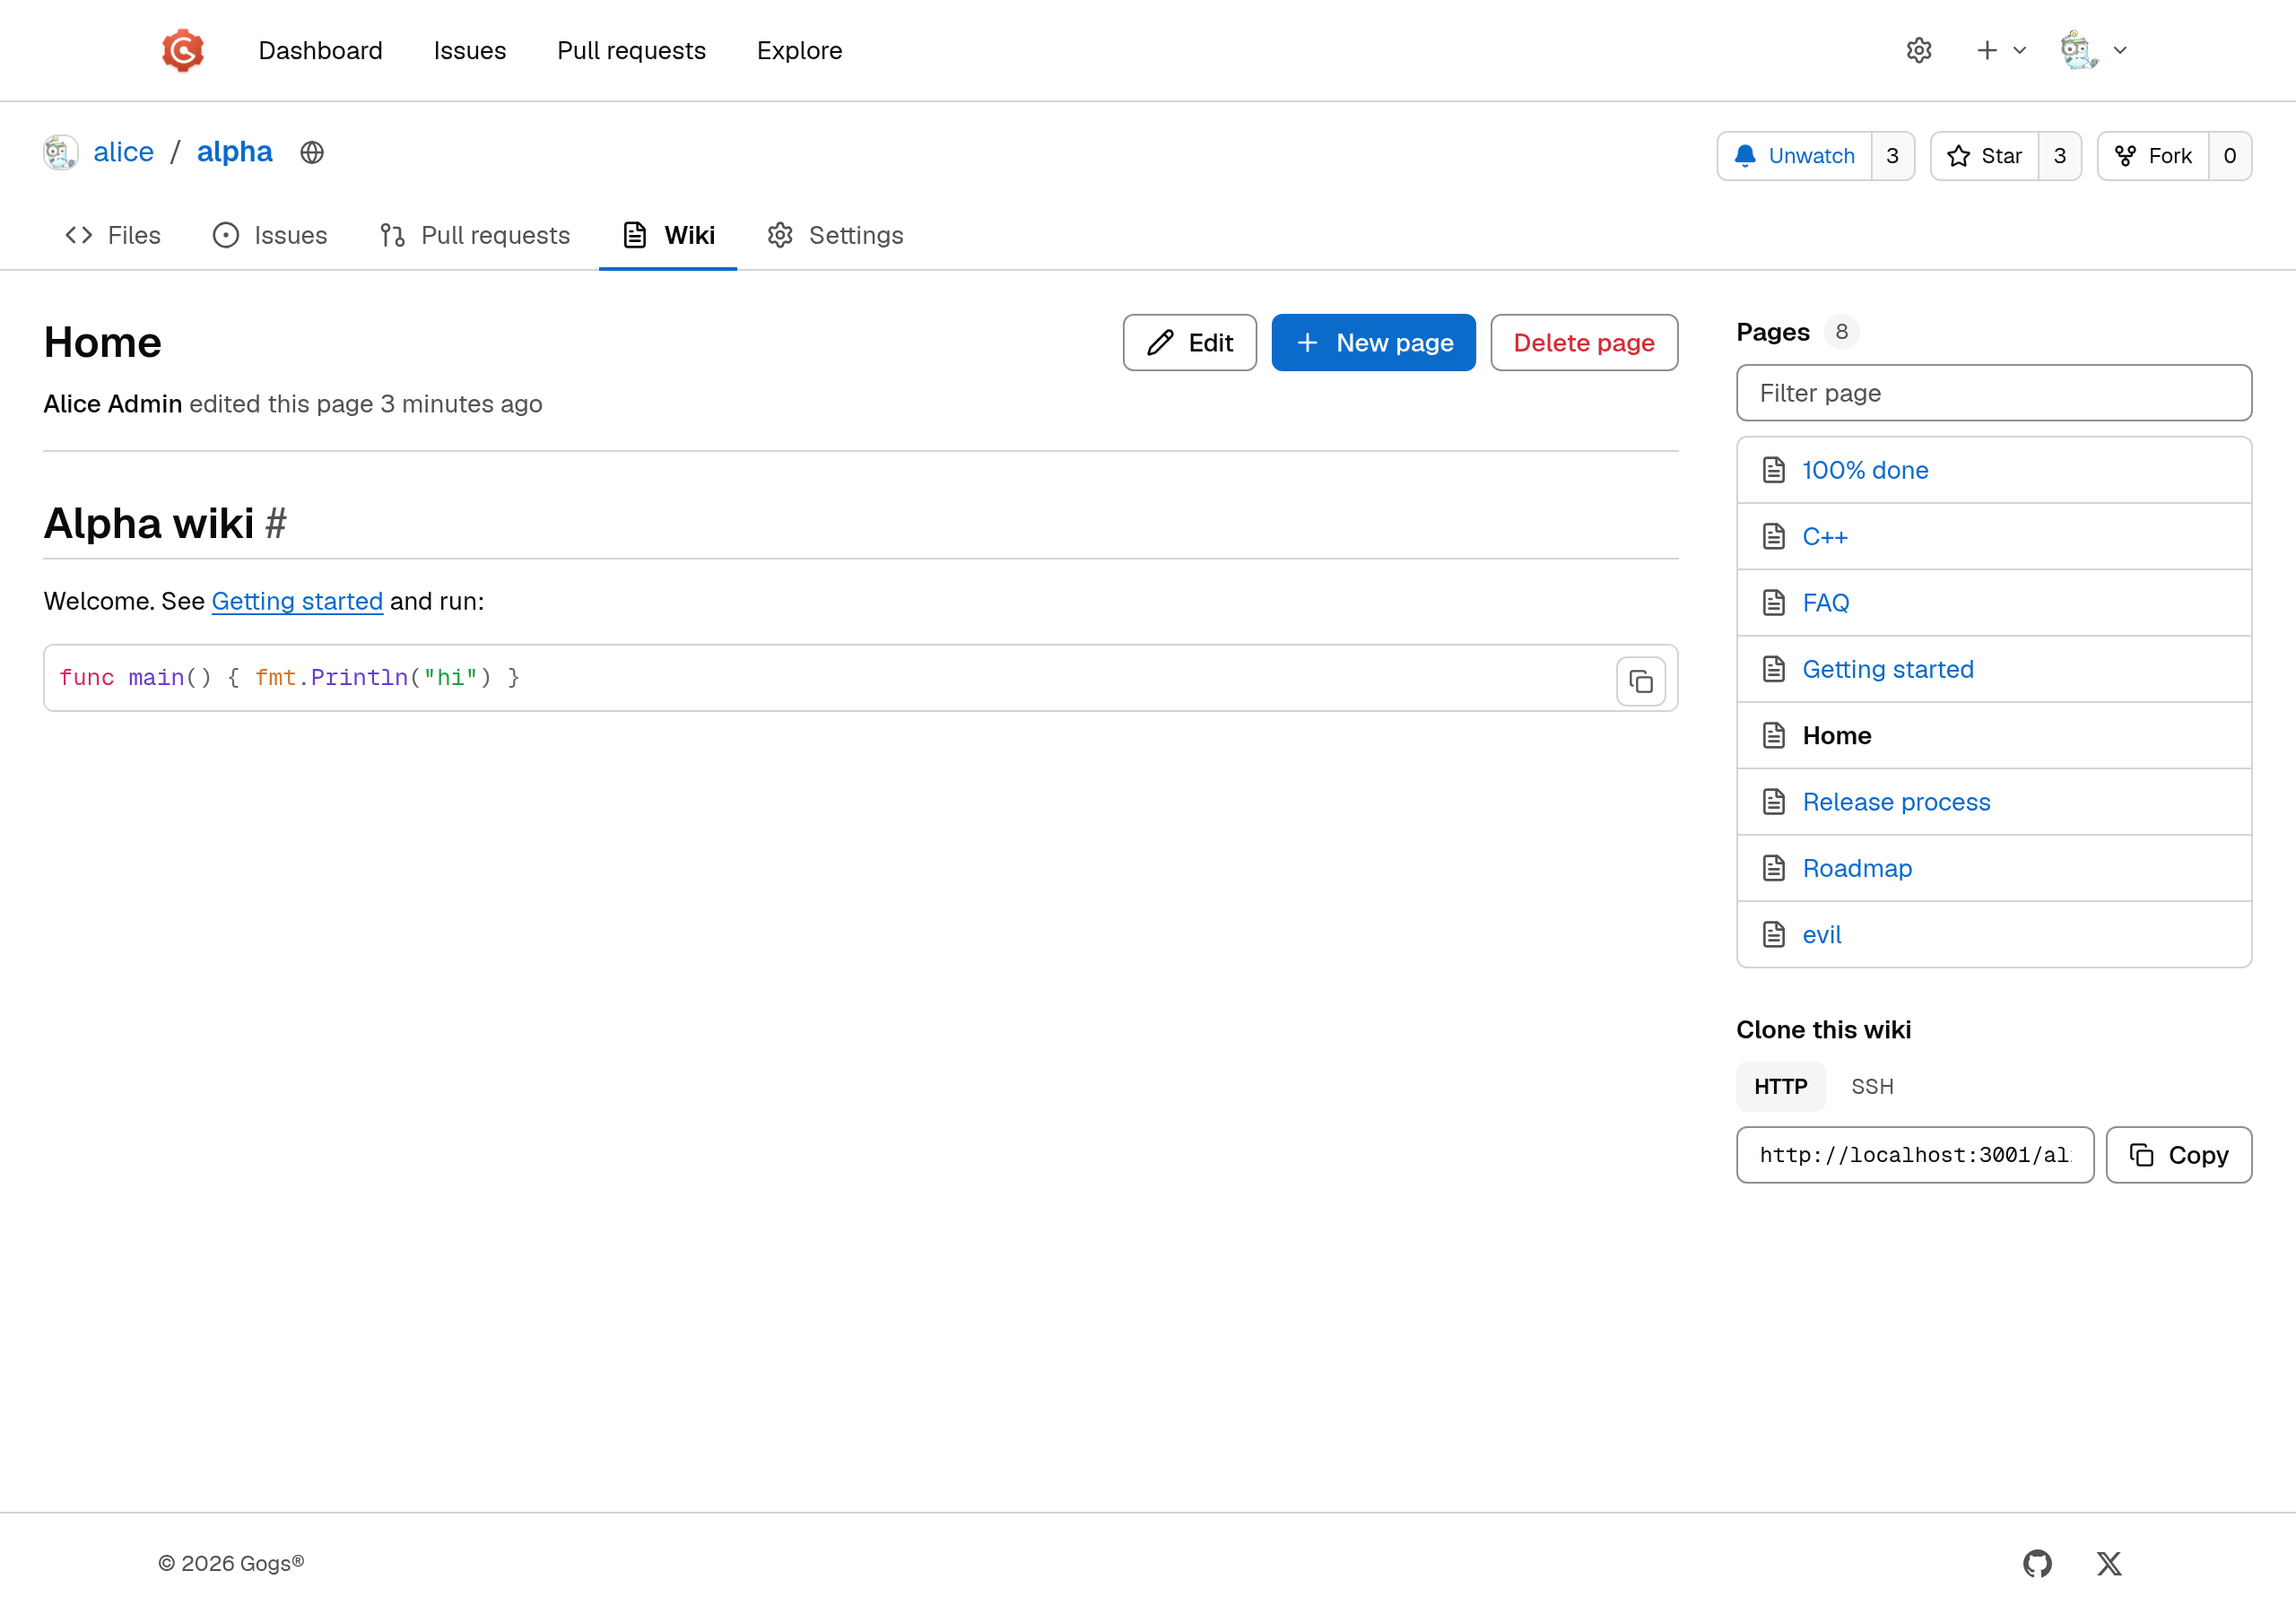 Dashboard Issues Pull requests Explore
alice / alpha
Unwatch 3 Star 3 Fork 0
Files Issues Pull requests Wiki Settings
Home
Edit New page Delete page
Alice Admin edited this page 3 minutes ago
Alpha wiki #
Welcome. See Getting started and run:
func main() { fmt.Println("hi") }
Pages 8
Filter page
100% done
C++
FAQ
Getting started
Home
Release process
Roadmap
evil
Clone this wiki
HTTP SSH
http://localhost:3001/al
Copy
© 2026 Gogs®